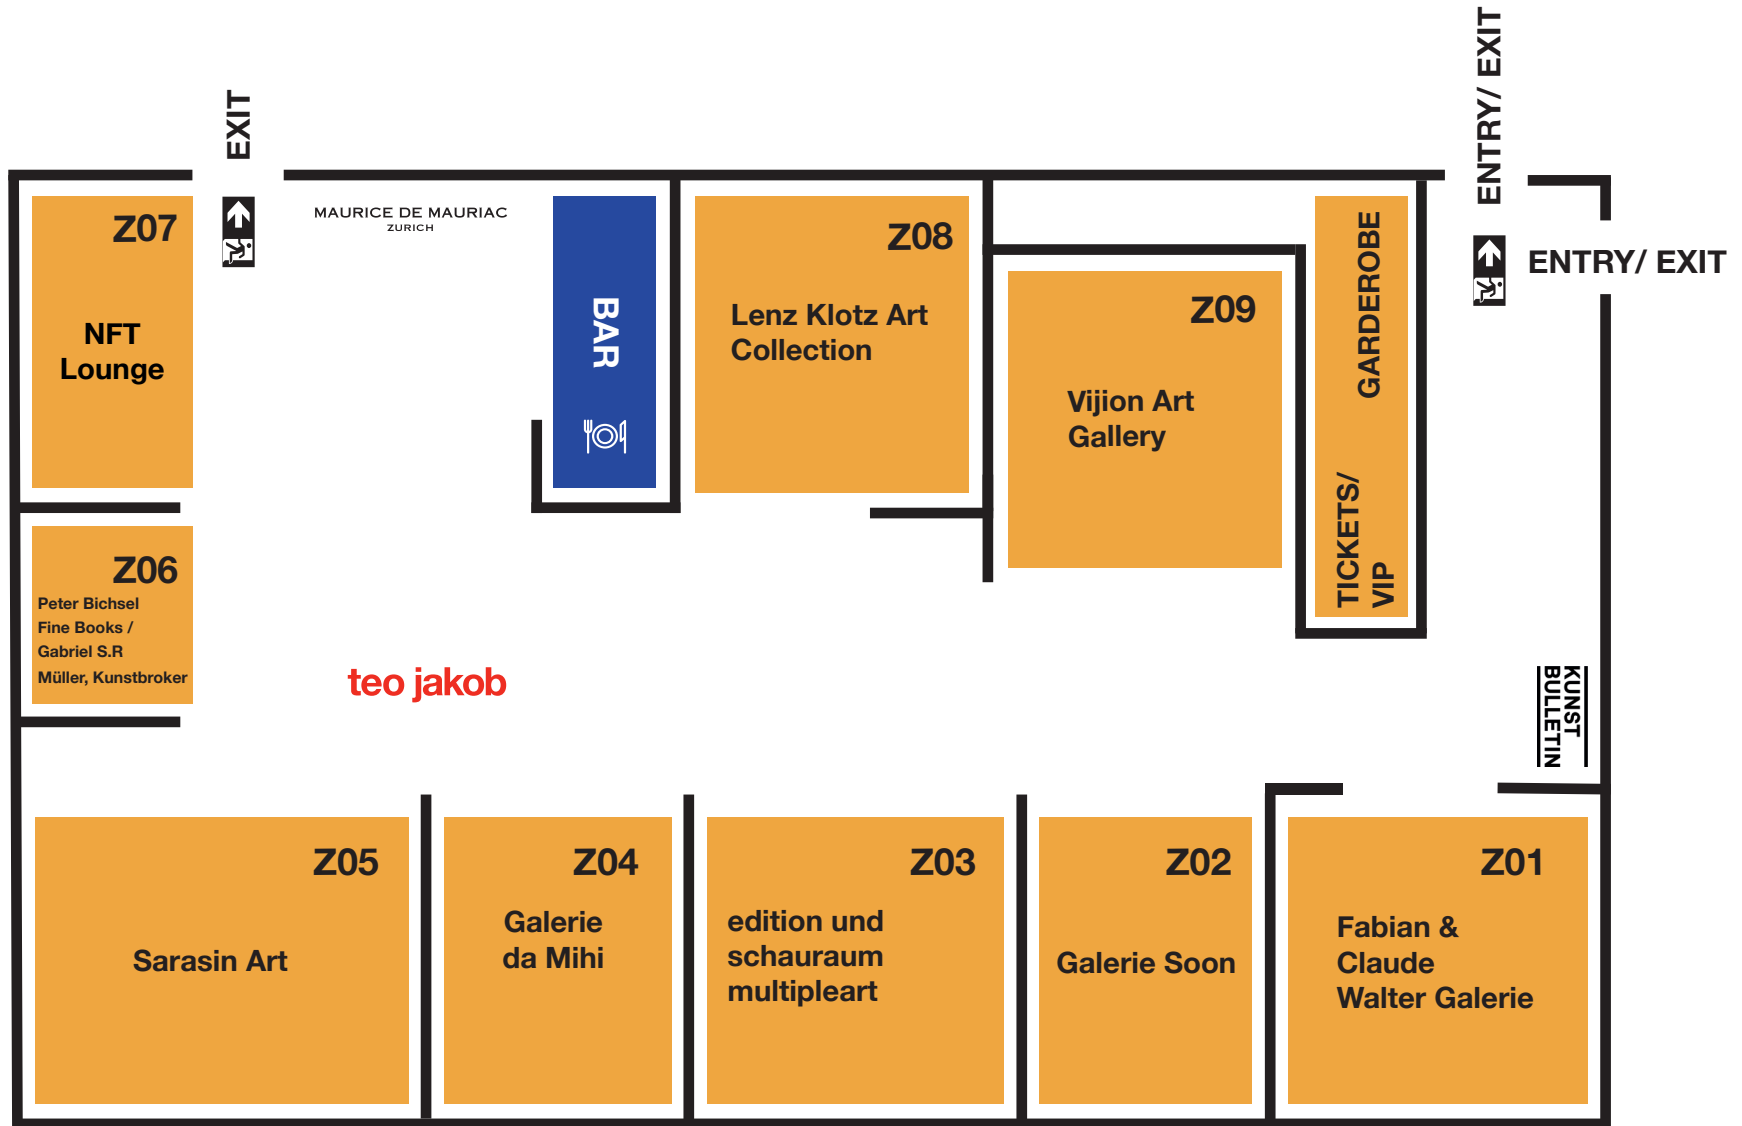 EXIT
ENTRY/ EXIT
ENTRY/ EXIT
MAURICE DE MAURIAC
ZURICH
Z07
NFT
Lounge
BAR
Z08
Lenz Klotz Art
Collection
Z09
Vijion Art
Gallery
GARDEROBE
TICKETS/
VIP
Z06
Peter Bichsel
Fine Books /
Gabriel S.R
Müller, Kunstbroker
teo jakob
KUNST
BULLETIN
Z05
Sarasin Art
Z04
Galerie
da Mihi
Z03
edition und
schauraum
multipleart
Z02
Galerie Soon
Z01
Fabian &
Claude
Walter Galerie